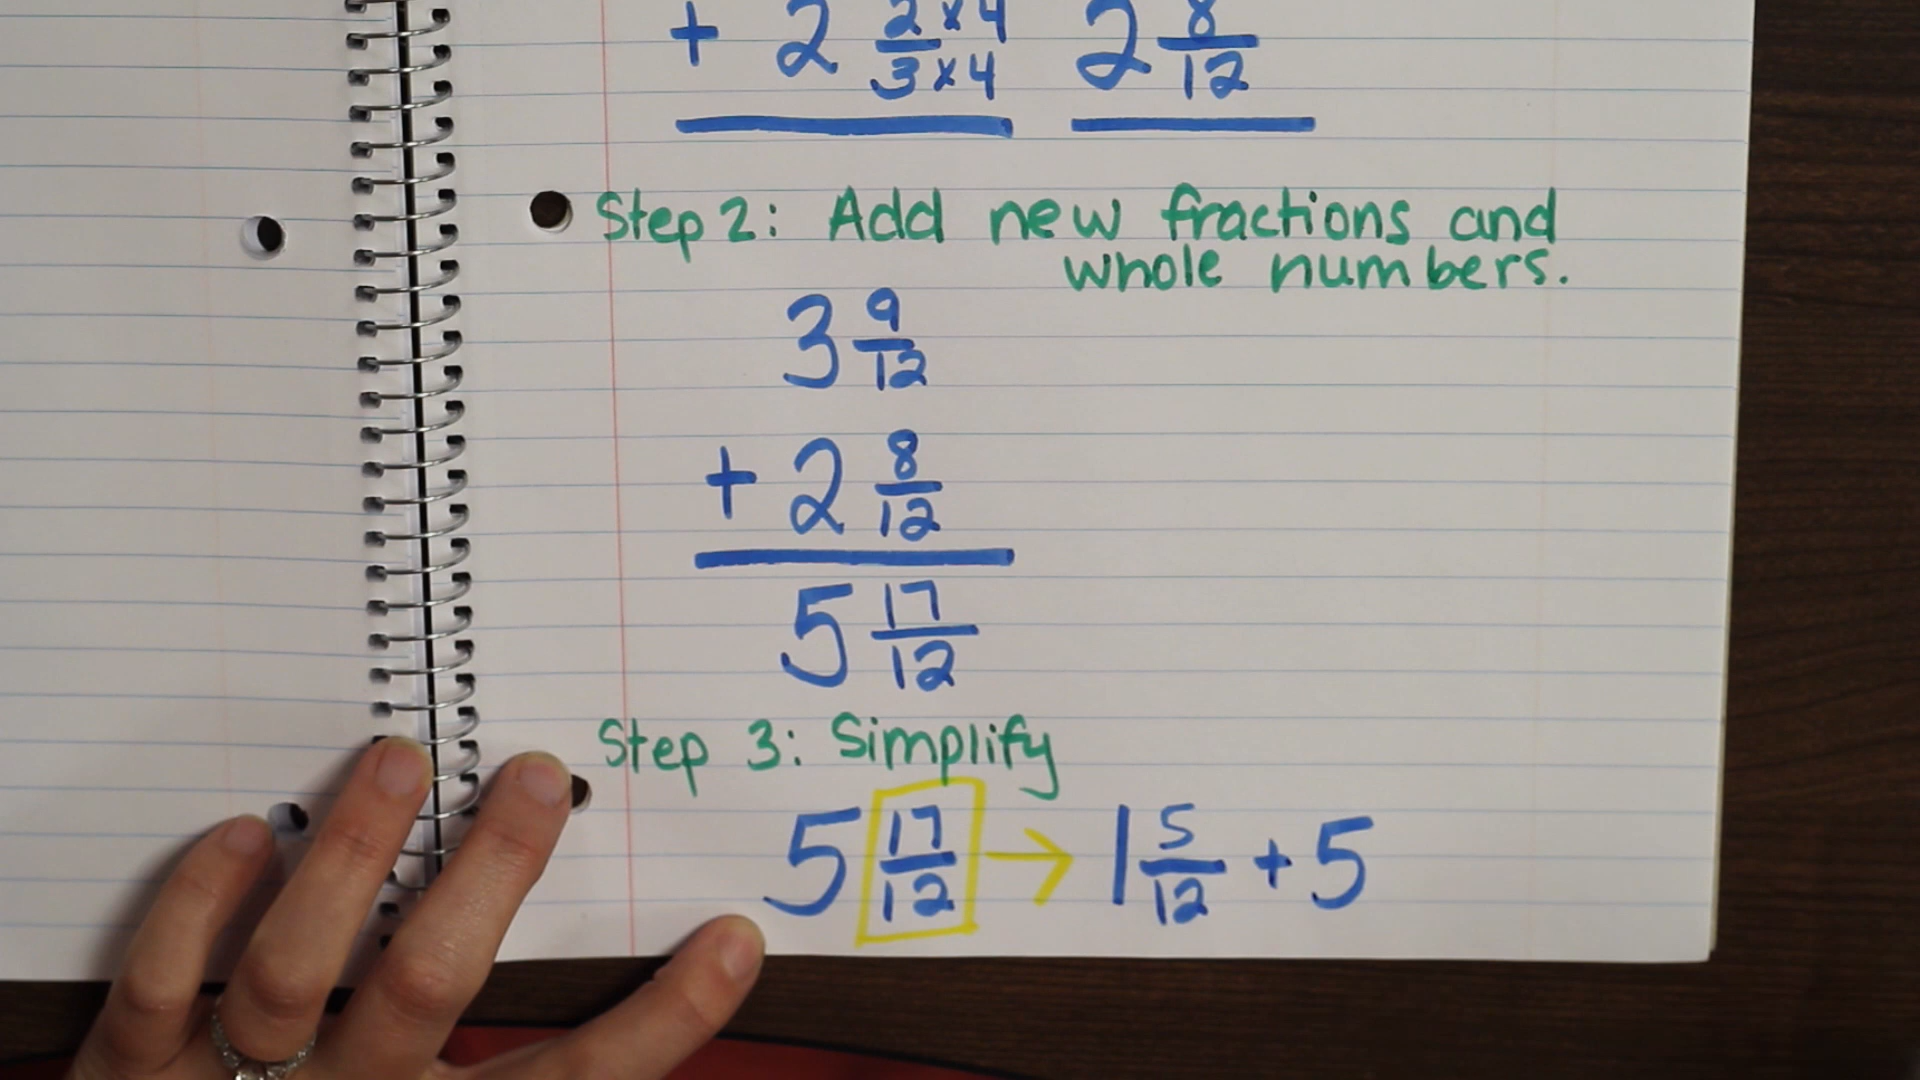 + 2 2×4/3×4 2 8/12
Step 2: Add new fractions and
whole numbers.
3 9/12
+ 2 8/12
5 17/12
Step 3: Simplify
5 17/12 → 1 5/12 + 5